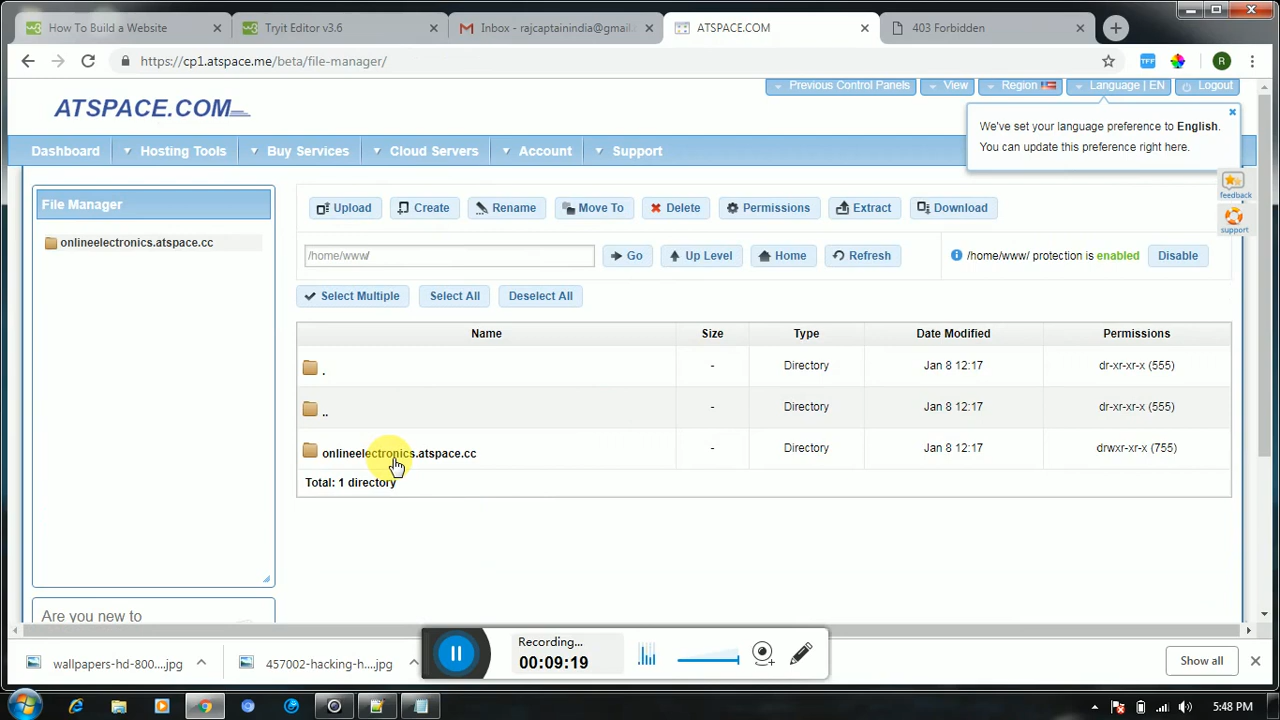 How To Build a Website
Tryit Editor v3.6
Inbox - rajcaptainindia@gmail.
ATSPACE.COM
403 Forbidden
https://cp1.atspace.me/beta/file-manager/
R
Previous Control Panels
View
Region
Language | EN
Logout
ATSPACE.COM
We've set your language preference to English.
You can update this preference right here.
Dashboard
Hosting Tools
Buy Services
Cloud Servers
Account
Support
feedback
support
File Manager
onlineelectronics.atspace.cc
Upload
Create
Rename
Move To
Delete
Permissions
Extract
Download
/home/www/
Go
Up Level
Home
Refresh
/home/www/ protection is enabled
Disable
Select Multiple
Select All
Deselect All
Name Size Type Date Modified Permissions
. - Directory Jan 8 12:17 dr-xr-xr-x (555)
.. - Directory Jan 8 12:17 dr-xr-xr-x (555)
onlineelectronics.atspace.cc - Directory Jan 8 12:17 drwxr-xr-x (755)
Total: 1 directory
Are you new to
Recording...
00:09:19
wallpapers-hd-800....jpg
457002-hacking-h....jpg
Show all
5:48 PM